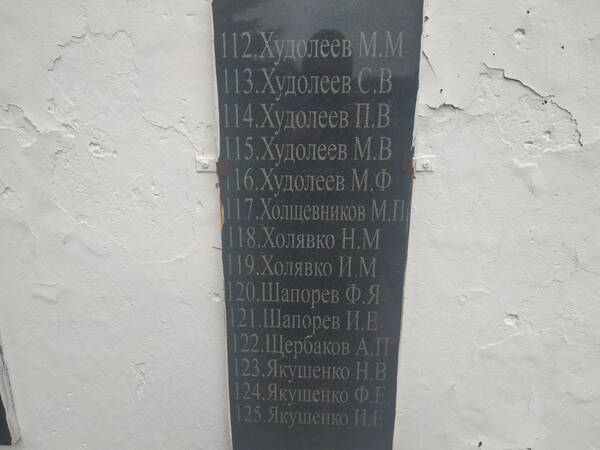 112.Худолеев М.М
113.Худолеев С.В
114.Худолеев П.В
115.Худолеев М.В
116.Худолеев М.Ф
117.Холщевников М.П
118.Холявко Н.М
119.Холявко И.М
120.Шапорев Ф.Я
121.Шапорев И.Е
122.Щербаков А.П
123.Якушенко Н.В
124.Якушенко Ф.Е
125.Якушенко И.Е